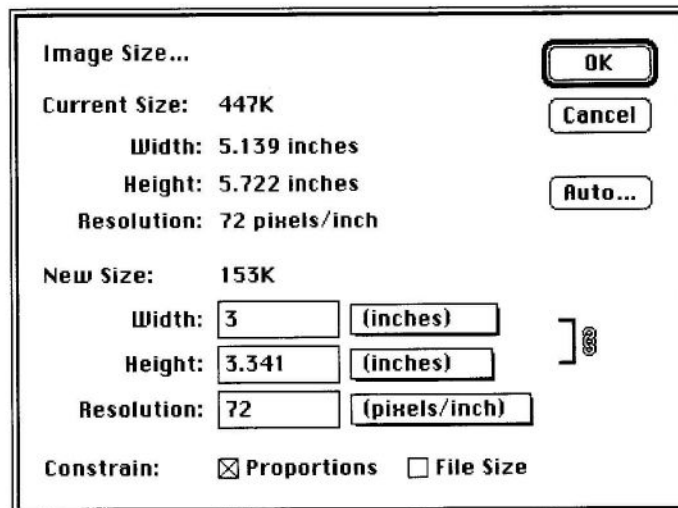 Image Size...
OK
Current Size: 447K
Cancel
Width: 5.139 inches
Height: 5.722 inches
Auto...
Resolution: 72 pixels/inch
New Size: 153K
Width: 3 (inches)
Height: 3.341 (inches)
Resolution: 72 (pixels/inch)
Constrain: Proportions File Size